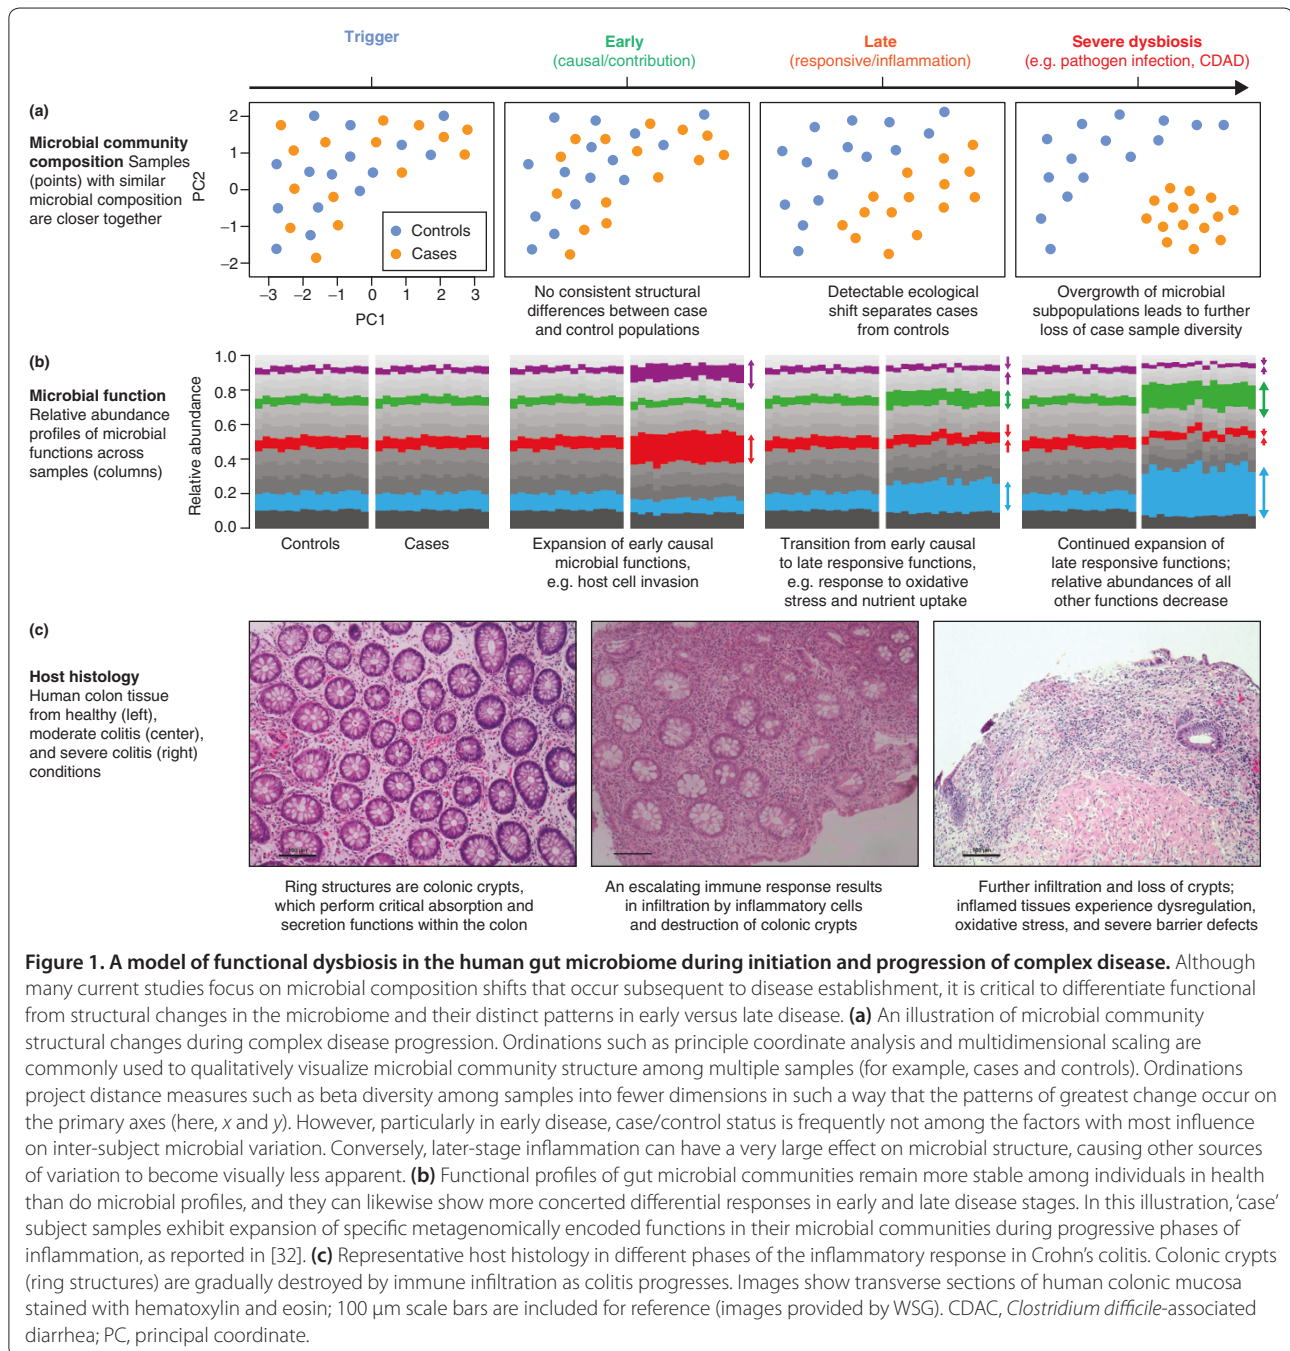 Trigger
Early
(causal/contribution)
Late
(responsive/inflammation)
Severe dysbiosis
(e.g. pathogen infection, CDAD)
(a)
Microbial community
composition Samples
(points) with similar
microbial composition
are closer together
PC2
2
1
0
−1
−2
Controls
Cases
−3 −2 −1 0 1 2 3
PC1
No consistent structural
differences between case
and control populations
Detectable ecological
shift separates cases
from controls
Overgrowth of microbial
subpopulations leads to further
loss of case sample diversity
(b)
Microbial function
Relative abundance
profiles of microbial
functions across
samples (columns)
Relative abundance
1.0
0.8
0.6
0.4
0.2
0.0
Controls
Cases
Expansion of early causal
microbial functions,
e.g. host cell invasion
Transition from early causal
to late responsive functions,
e.g. response to oxidative
stress and nutrient uptake
Continued expansion of
late responsive functions;
relative abundances of all
other functions decrease
(c)
Host histology
Human colon tissue
from healthy (left),
moderate colitis (center),
and severe colitis (right)
conditions
Ring structures are colonic crypts,
which perform critical absorption and
secretion functions within the colon
An escalating immune response results
in infiltration by inflammatory cells
and destruction of colonic crypts
Further infiltration and loss of crypts;
inflamed tissues experience dysregulation,
oxidative stress, and severe barrier defects
Figure 1. A model of functional dysbiosis in the human gut microbiome during initiation and progression of complex disease. Although
many current studies focus on microbial composition shifts that occur subsequent to disease establishment, it is critical to differentiate functional
from structural changes in the microbiome and their distinct patterns in early versus late disease. (a) An illustration of microbial community
structural changes during complex disease progression. Ordinations such as principle coordinate analysis and multidimensional scaling are
commonly used to qualitatively visualize microbial community structure among multiple samples (for example, cases and controls). Ordinations
project distance measures such as beta diversity among samples into fewer dimensions in such a way that the patterns of greatest change occur on
the primary axes (here, x and y). However, particularly in early disease, case/control status is frequently not among the factors with most influence
on inter-subject microbial variation. Conversely, later-stage inflammation can have a very large effect on microbial structure, causing other sources
of variation to become visually less apparent. (b) Functional profiles of gut microbial communities remain more stable among individuals in health
than do microbial profiles, and they can likewise show more concerted differential responses in early and late disease stages. In this illustration, ‘case’
subject samples exhibit expansion of specific metagenomically encoded functions in their microbial communities during progressive phases of
inflammation, as reported in [32]. (c) Representative host histology in different phases of the inflammatory response in Crohn’s colitis. Colonic crypts
(ring structures) are gradually destroyed by immune infiltration as colitis progresses. Images show transverse sections of human colonic mucosa
stained with hematoxylin and eosin; 100 µm scale bars are included for reference (images provided by WSG). CDAC, Clostridium difficile-associated
diarrhea; PC, principal coordinate.